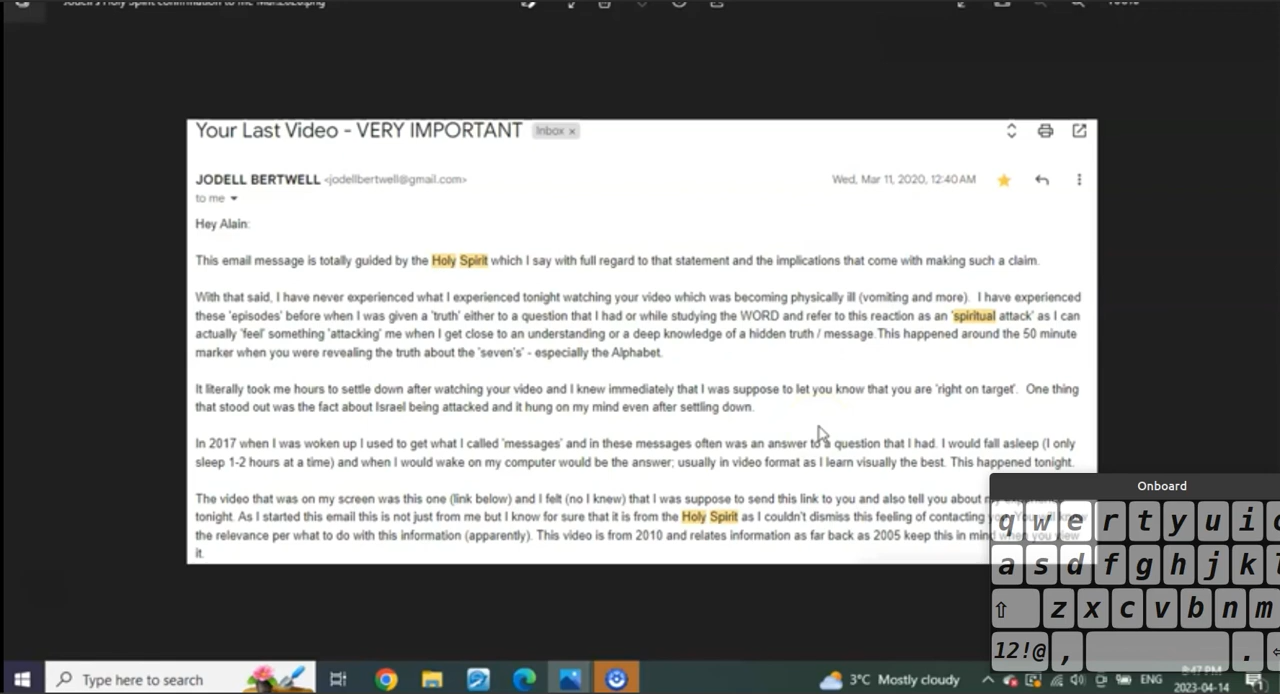 Jodell's Holy Spirit confirmation to me Mar.2020.png
Your Last Video - VERY IMPORTANT Inbox ×
JODELL BERTWELL <jodellbertwell@gmail.com> Wed, Mar 11, 2020, 12:40 AM
to me
Hey Alain:
This email message is totally guided by the Holy Spirit which I say with full regard to that statement and the implications that come with making such a claim.
With that said, I have never experienced what I experienced tonight watching your video which was becoming physically ill (vomiting and more). I have experienced
these 'episodes' before when I was given a 'truth' either to a question that I had or while studying the WORD and refer to this reaction as an 'spiritual attack' as I can
actually 'feel' something 'attacking' me when I get close to an understanding or a deep knowledge of a hidden truth / message.This happened around the 50 minute
marker when you were revealing the truth about the 'seven's' - especially the Alphabet.
It literally took me hours to settle down after watching your video and I knew immediately that I was suppose to let you know that you are 'right on target'. One thing
that stood out was the fact about Israel being attacked and it hung on my mind even after settling down.
In 2017 when I was woken up I used to get what I called 'messages' and in these messages often was an answer to a question that I had. I would fall asleep (I only
sleep 1-2 hours at a time) and when I would wake on my computer would be the answer; usually in video format as I learn visually the best. This happened tonight.
The video that was on my screen was this one (link below) and I felt (no I knew) that I was suppose to send this link to you and also tell you about my
tonight. As I started this email this is not just from me but I know for sure that it is from the Holy Spirit as I couldn't dismiss this feeling of contacting
the relevance per what to do with this information (apparently). This video is from 2010 and relates information as far back as 2005 keep this in mind when you view
it.
Onboard
q w e r t y u i
a s d f g h j k
⇧ z x c v b n m
12!@ , .
Type here to search 3°C Mostly cloudy ENG 8:47 PM
2023-04-14